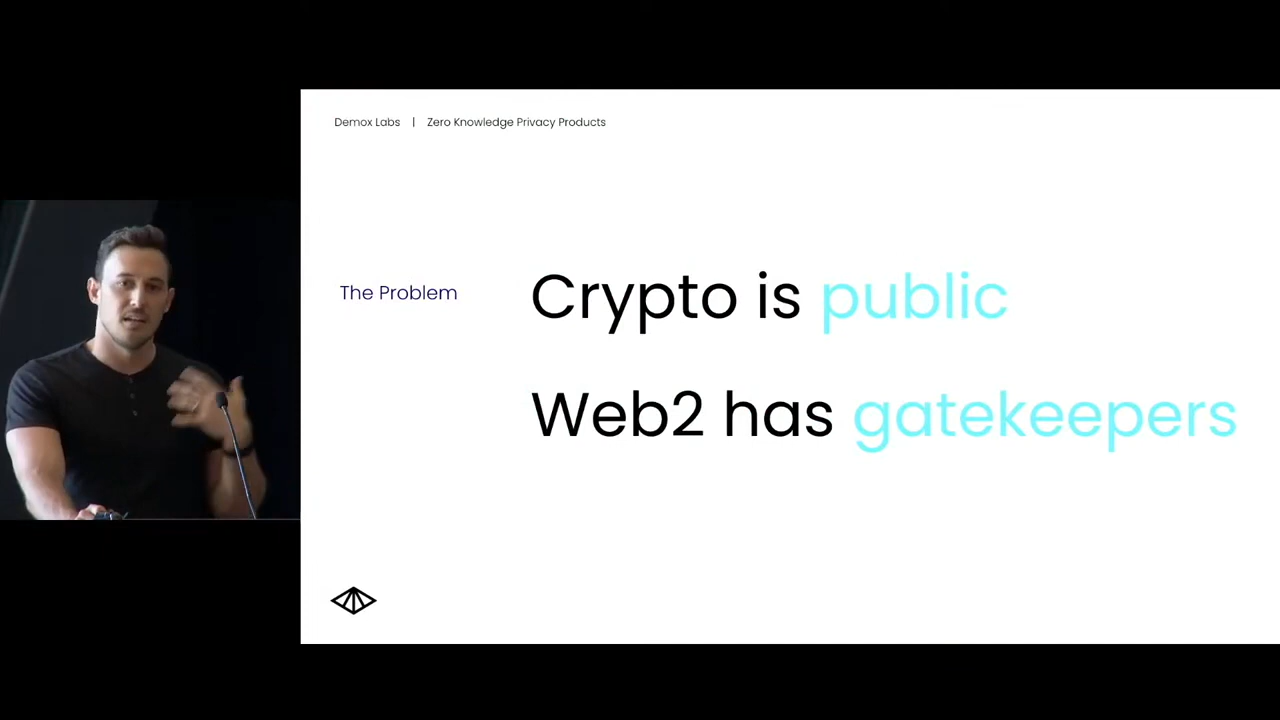 Demox Labs | Zero Knowledge Privacy Products
The Problem
Crypto is public
Web2 has gatekeepers